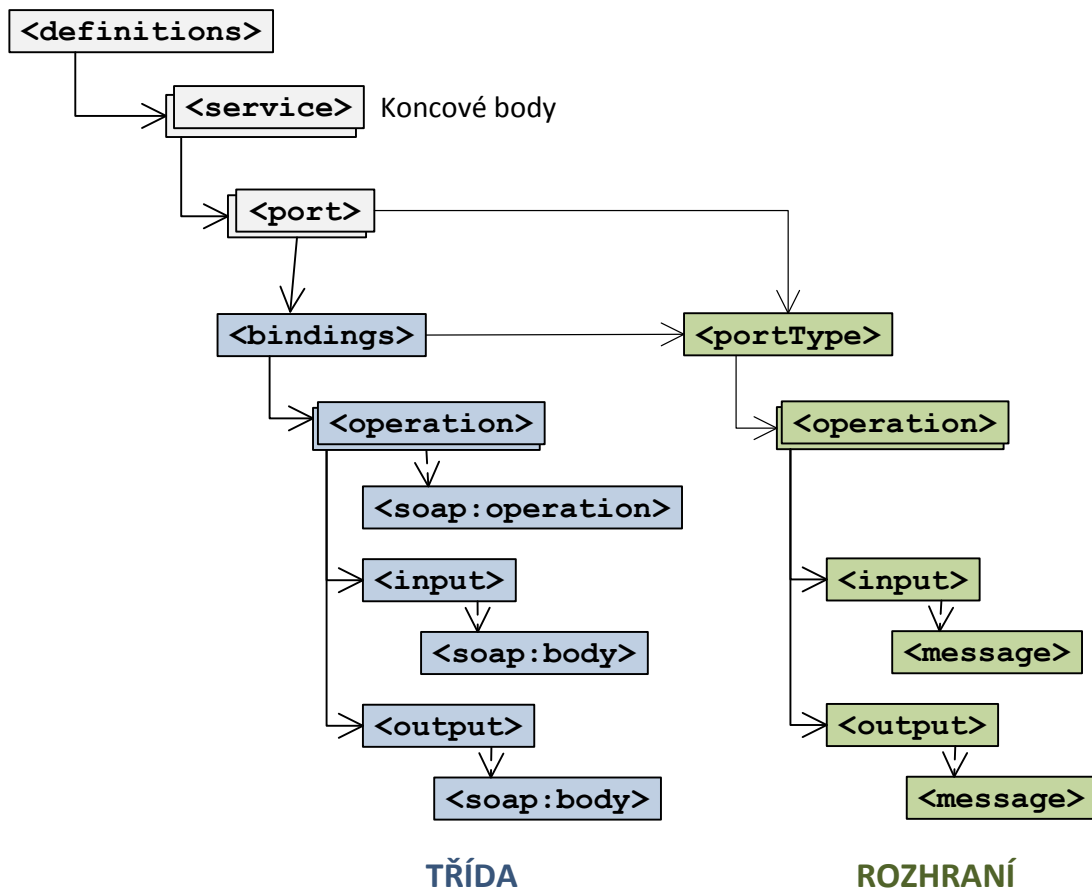 <definitions>
<service> Koncové body
<port>
<bindings> <portType>
<operation> <operation>
<soap:operation>
<input> <input>
<soap:body> <message>
<output> <output>
<soap:body> <message>
TŘÍDA ROZHRANÍ